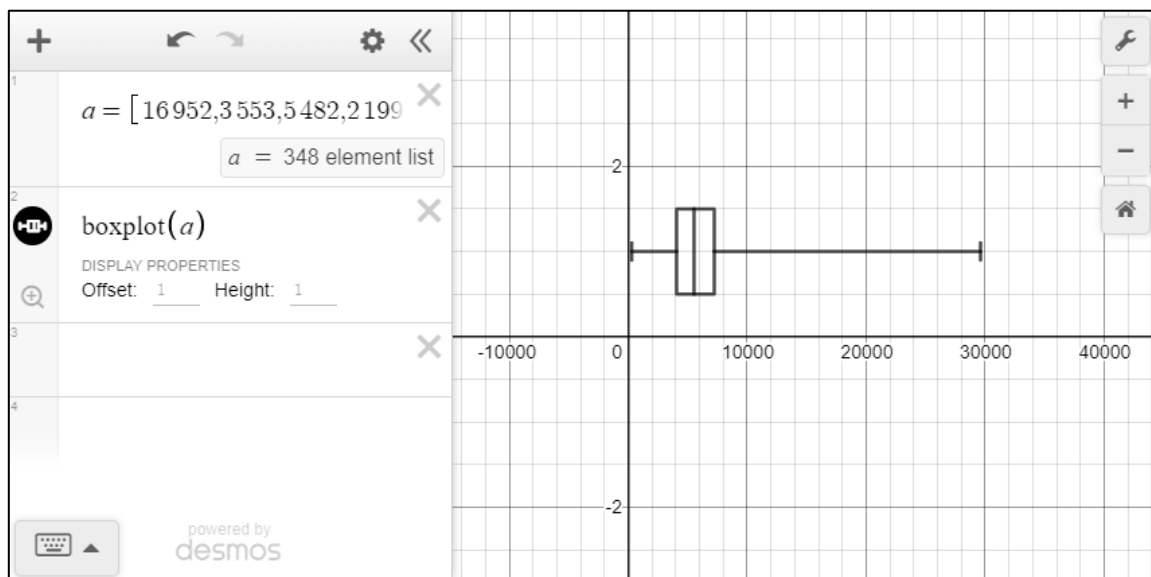 1
a = [16952,3553,5482,2199
a = 348 element list
2
boxplot(a)
DISPLAY PROPERTIES
Offset: 1 Height: 1
3
4
powered by
desmos
2
-10000 0 10000 20000 30000 40000
-2